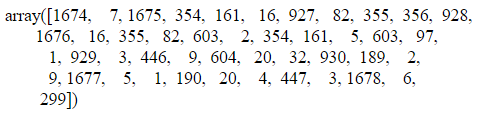 array([1674, 7, 1675, 354, 161, 16, 927, 82, 355, 356, 928,
1676, 16, 355, 82, 603, 2, 354, 161, 5, 603, 97,
1, 929, 3, 446, 9, 604, 20, 32, 930, 189, 2,
9, 1677, 5, 1, 190, 20, 4, 447, 3, 1678, 6,
299])